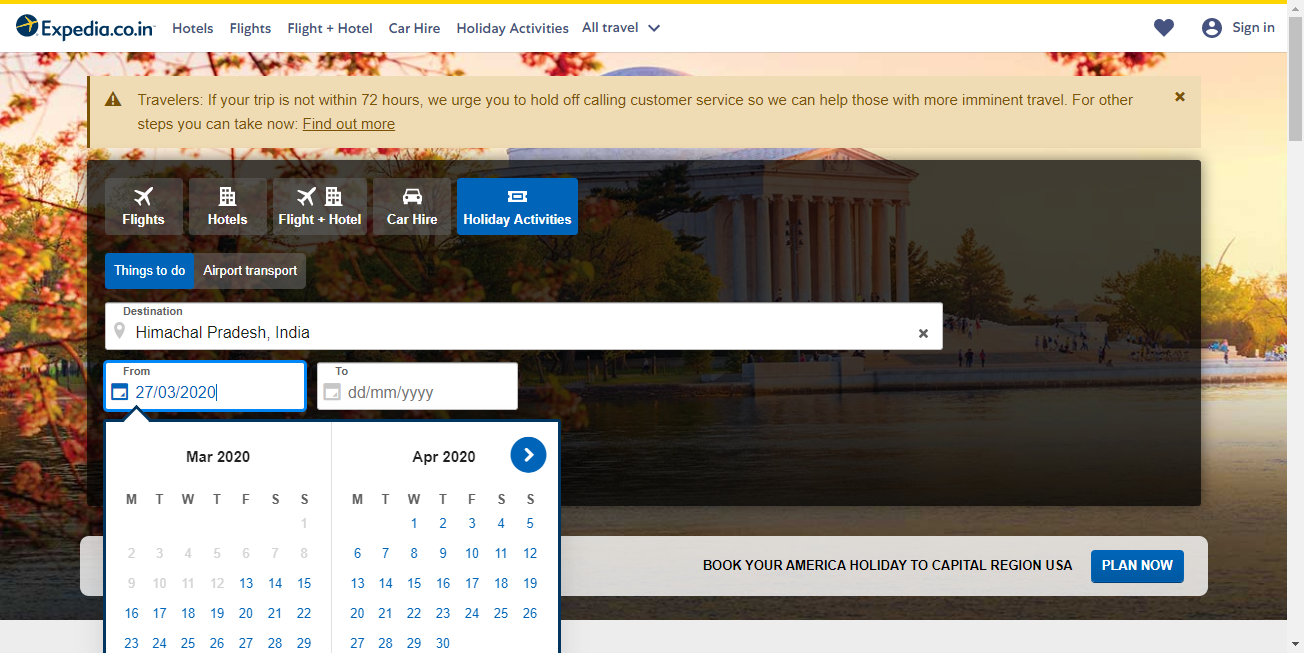 Expedia.co.in Hotels Flights Flight + Hotel Car Hire Holiday Activities All travel Sign in
Travelers: If your trip is not within 72 hours, we urge you to hold off calling customer service so we can help those with more imminent travel. For other
steps you can take now: Find out more
Flights Hotels Flight + Hotel Car Hire Holiday Activities
Things to do Airport transport
Destination
Himachal Pradesh, India
From To
27/03/2020 dd/mm/yyyy
Mar 2020 Apr 2020
M T W T F S S M T W T F S S
1 1 2 3 4 5
2 3 4 5 6 7 8 6 7 8 9 10 11 12
BOOK YOUR AMERICA HOLIDAY TO CAPITAL REGION USA PLAN NOW
9 10 11 12 13 14 15 13 14 15 16 17 18 19
16 17 18 19 20 21 22 20 21 22 23 24 25 26
23 24 25 26 27 28 29 27 28 29 30